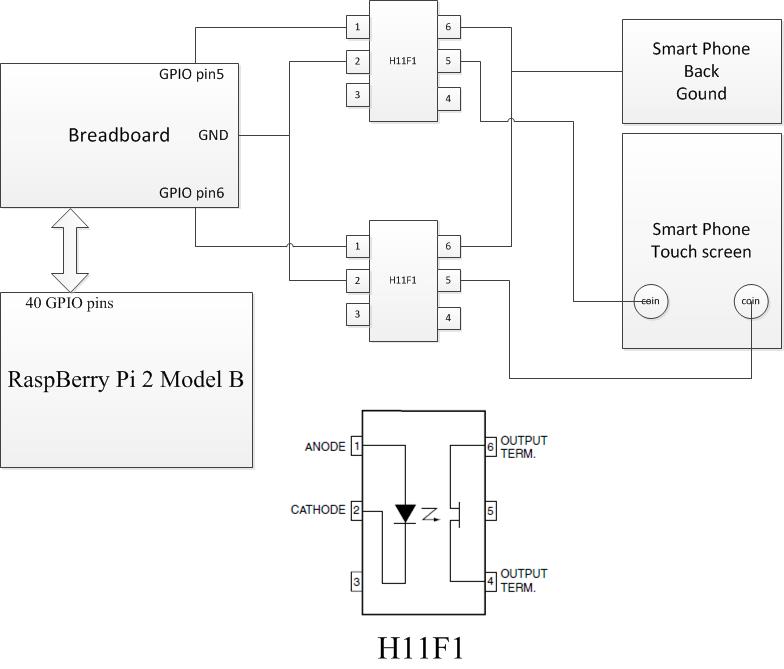 GPIO pin5
Breadboard
GND
GPIO pin6
40 GPIO pins
RaspBerry Pi 2 Model B
1
2
3
H11F1
6
5
4
1
2
3
H11F1
6
5
4
Smart Phone
Back
Gound
Smart Phone
Touch screen
coin
coin
ANODE 1
CATHODE 2
3
6 OUTPUT
TERM.
5
4 OUTPUT
TERM.
H11F1